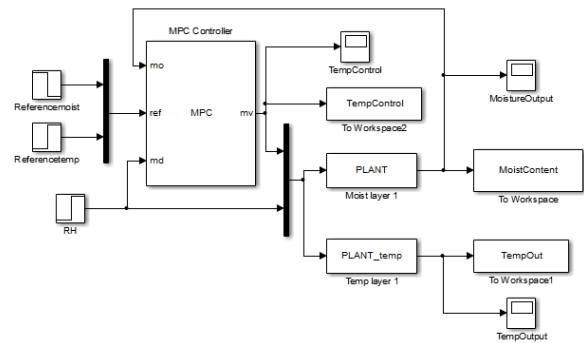 MPC Controller
mo
ref
md
MPC
mv
Referencemoist
Referencetemp
RH
TempControl
TempControl
To Workspace2
MoistureOutput
PLANT
Moist layer 1
MoistContent
To Workspace
PLANT_temp
Temp layer 1
TempOut
To Workspace1
TempOutput